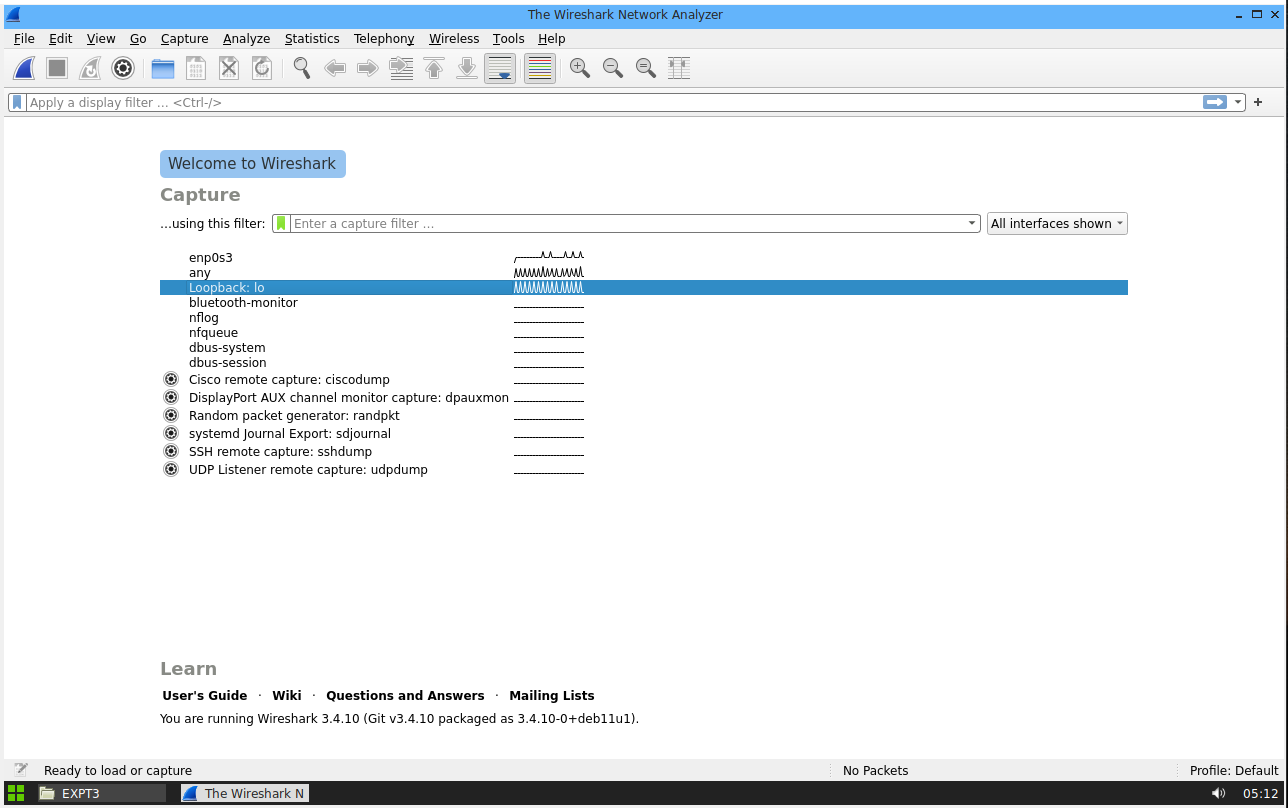 The Wireshark Network Analyzer
File Edit View Go Capture Analyze Statistics Telephony Wireless Tools Help
Apply a display filter ... <Ctrl-/>
Welcome to Wireshark
Capture
...using this filter: Enter a capture filter ... All interfaces shown
enp0s3
any
Loopback: lo
bluetooth-monitor
nflog
nfqueue
dbus-system
dbus-session
Cisco remote capture: ciscodump
DisplayPort AUX channel monitor capture: dpauxmon
Random packet generator: randpkt
systemd Journal Export: sdjournal
SSH remote capture: sshdump
UDP Listener remote capture: udpdump
Learn
User's Guide · Wiki · Questions and Answers · Mailing Lists
You are running Wireshark 3.4.10 (Git v3.4.10 packaged as 3.4.10-0+deb11u1).
Ready to load or capture No Packets Profile: Default
EXPT3 The Wireshark N 05:12